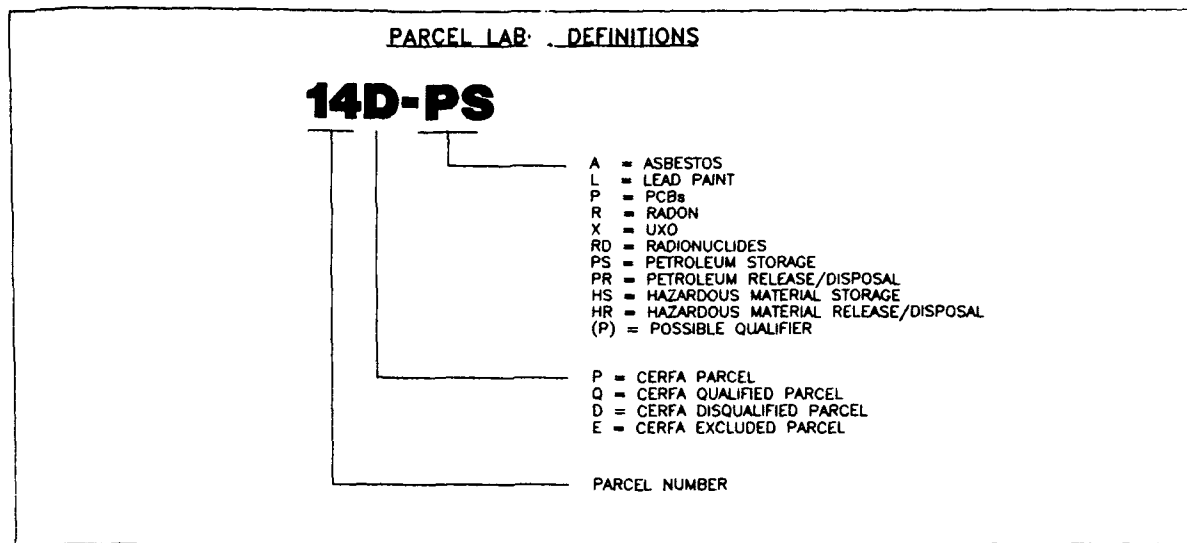 PARCEL LAB DEFINITIONS
14D-PS
A = ASBESTOS
L = LEAD PAINT
P = PCBs
R = RADON
X = UXO
RD = RADIONUCLIDES
PS = PETROLEUM STORAGE
PR = PETROLEUM RELEASE/DISPOSAL
HS = HAZARDOUS MATERIAL STORAGE
HR = HAZARDOUS MATERIAL RELEASE/DISPOSAL
(P) = POSSIBLE QUALIFIER
P = CERFA PARCEL
Q = CERFA QUALIFIED PARCEL
D = CERFA DISQUALIFIED PARCEL
E = CERFA EXCLUDED PARCEL
PARCEL NUMBER